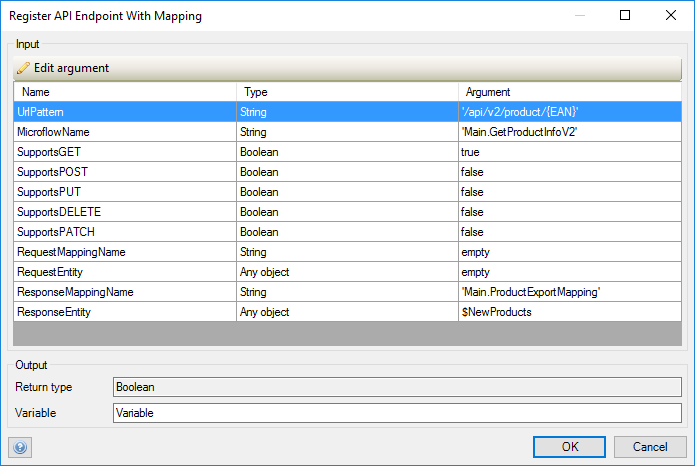 Register API Endpoint With Mapping
Input
Edit argument
Name Type Argument
UrlPattern String '/api/v2/product/{EAN}'
MicroflowName String 'Main.GetProductInfoV2'
SupportsGET Boolean true
SupportsPOST Boolean false
SupportsPUT Boolean false
SupportsDELETE Boolean false
SupportsPATCH Boolean false
RequestMappingName String empty
RequestEntity Any object empty
ResponseMappingName String 'Main.ProductExportMapping'
ResponseEntity Any object $NewProducts
Output
Return type Boolean
Variable Variable
? OK Cancel